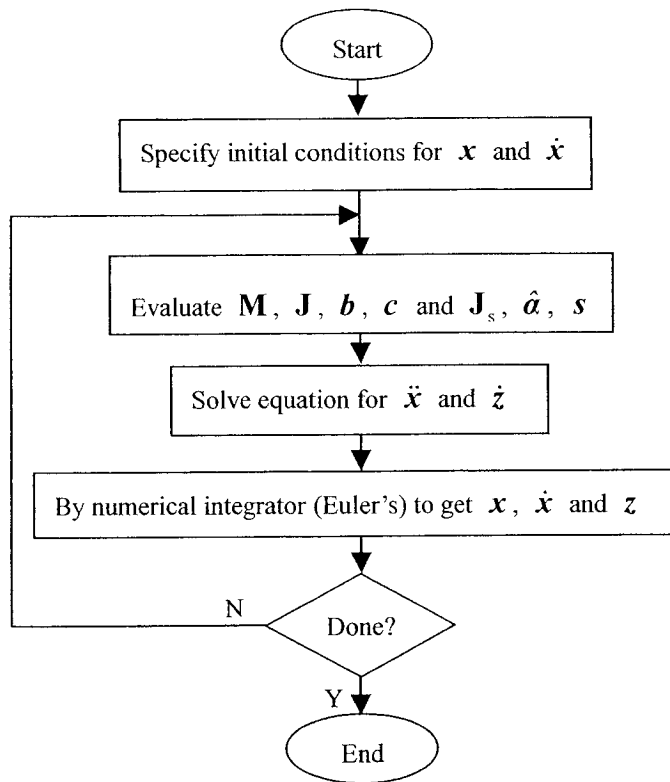 Start
Specify initial conditions for x and ẋ
Evaluate M , J , b , c and Jₛ , α̂ , s
Solve equation for ẍ and ż
By numerical integrator (Euler's) to get x , ẋ and z
N
Done?
Y
End